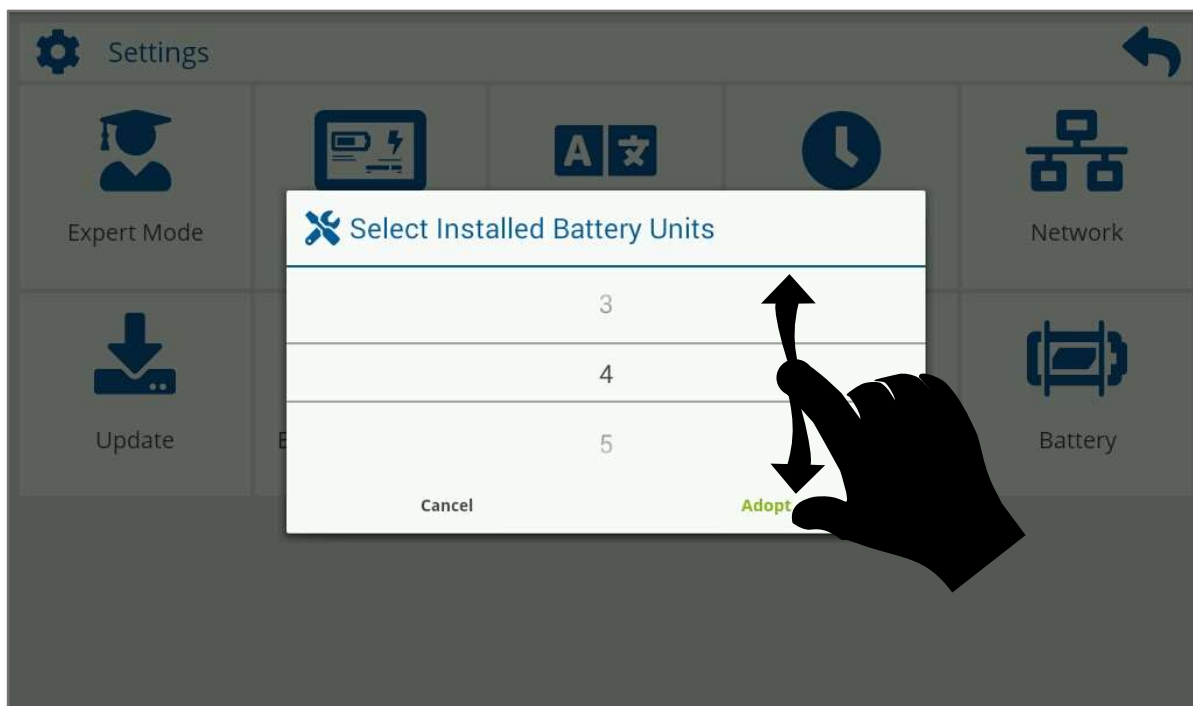 Settings
Expert Mode
Network
Select Installed Battery Units
3
4
5
Cancel
Adopt
Update
Battery